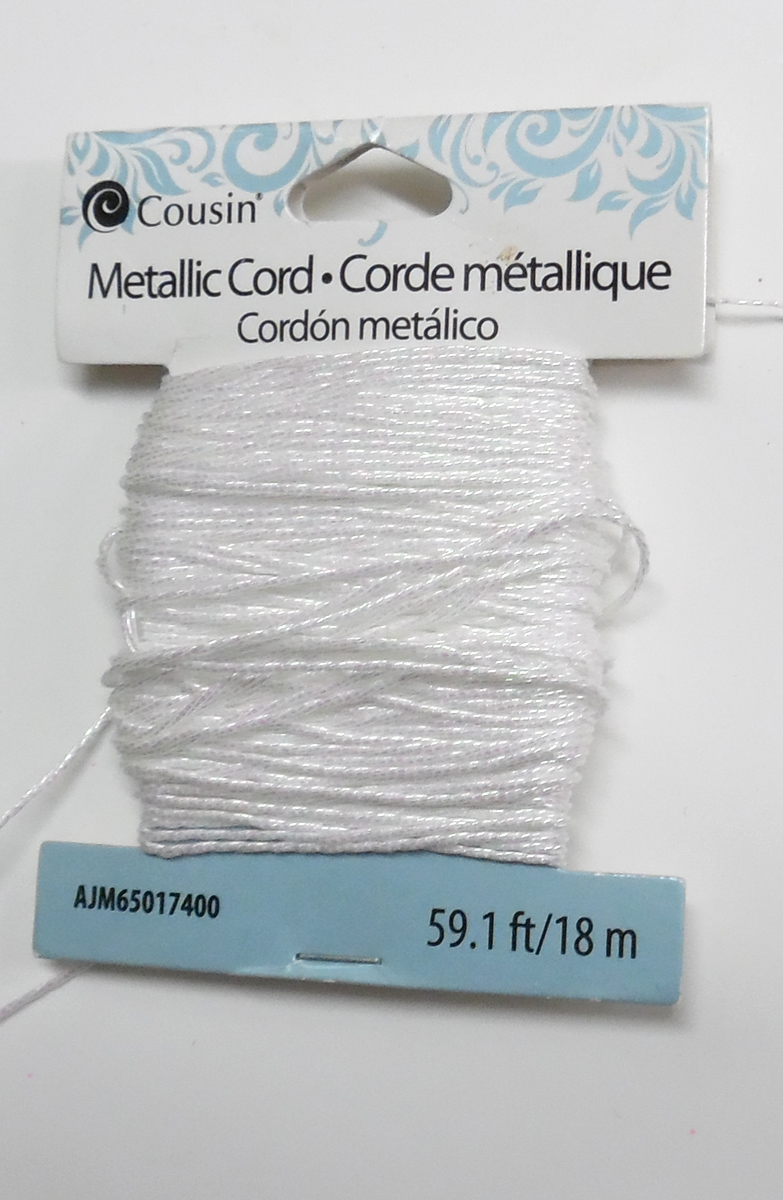 Cousin®
Metallic Cord • Corde métallique
Cordón metálico
AJM65017400
59.1 ft/18 m